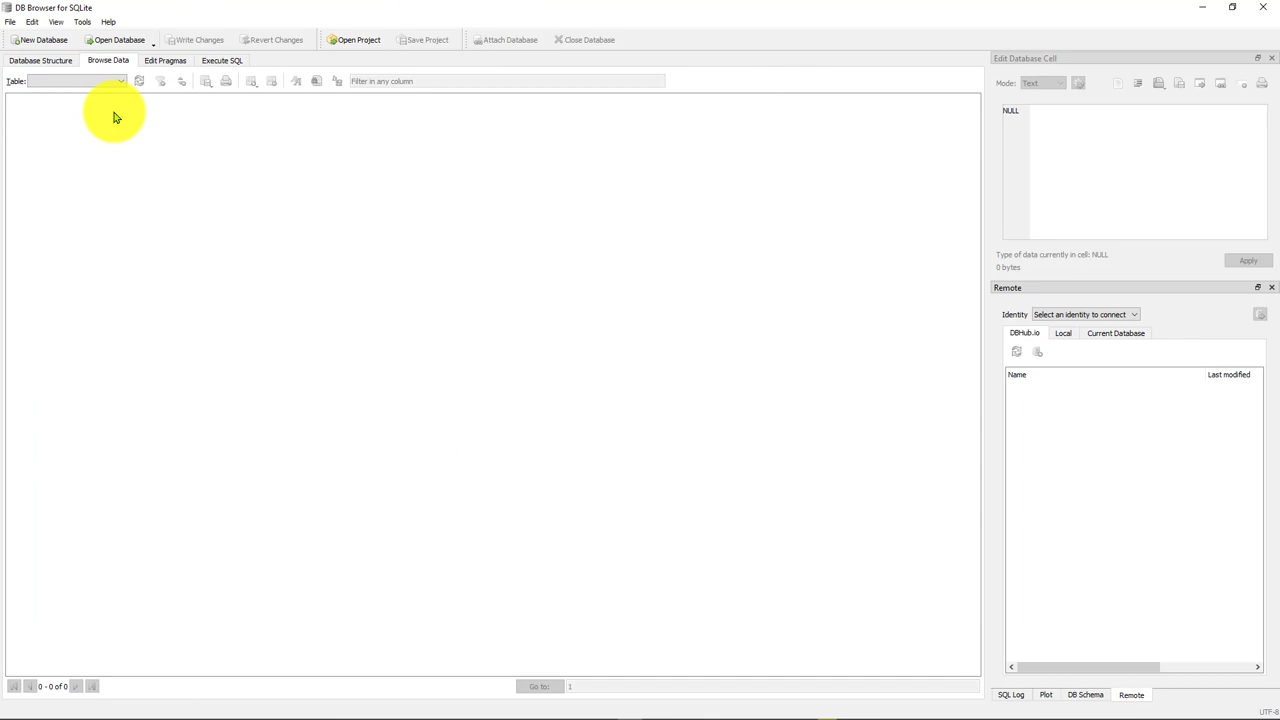 DB Browser for SQLite
File Edit View Tools Help
New Database Open Database Write Changes Revert Changes Open Project Save Project Attach Database Close Database
Database Structure Browse Data Edit Pragmas Execute SQL
Table: Filter in any column
0 - 0 of 0 Go to: 1
Edit Database Cell
Mode: Text
NULL
Type of data currently in cell: NULL
0 bytes
Apply
Remote
Identity Select an identity to connect
DBHub.io Local Current Database
Name Last modified
SQL Log Plot DB Schema Remote
UTF-8